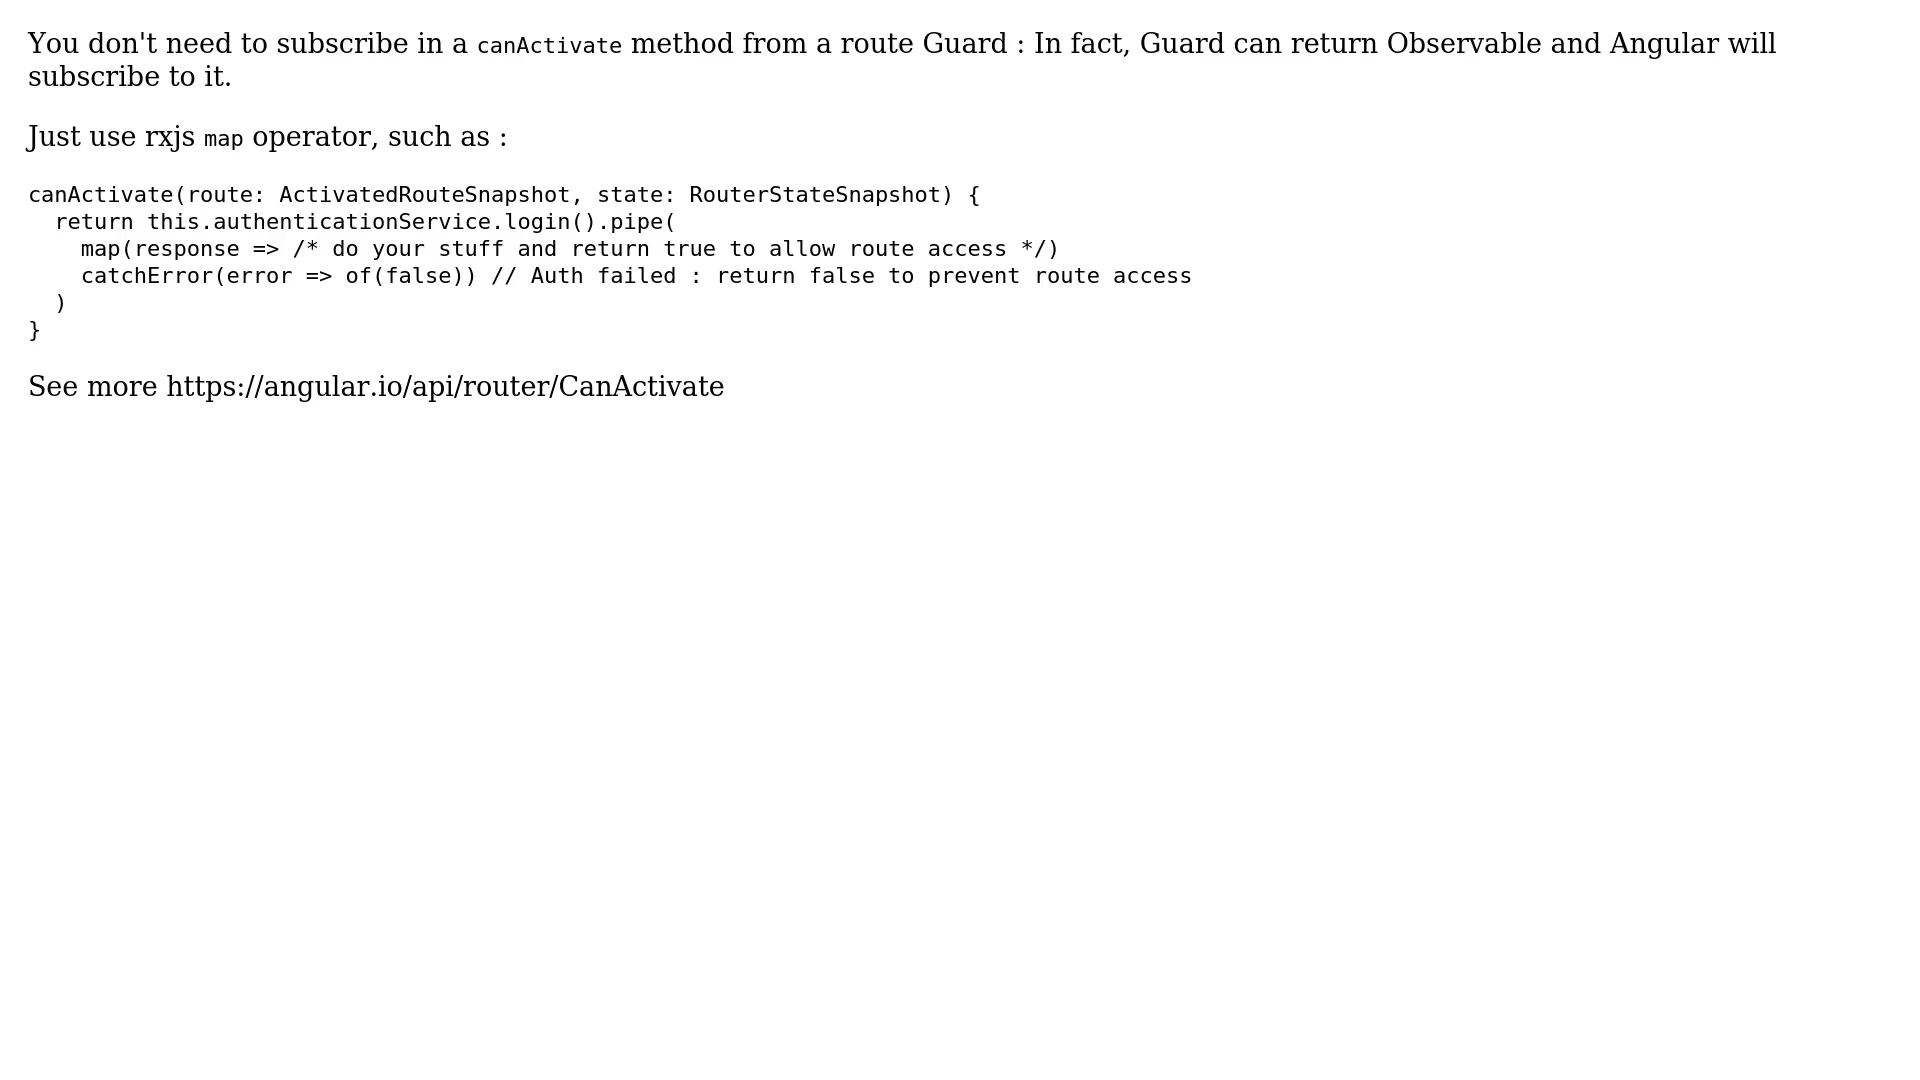 You don't need to subscribe in a canActivate method from a route Guard : In fact, Guard can return Observable and Angular will
subscribe to it.
Just use rxjs map operator, such as :
canActivate(route: ActivatedRouteSnapshot, state: RouterStateSnapshot) {
  return this.authenticationService.login().pipe(
    map(response => /* do your stuff and return true to allow route access */)
    catchError(error => of(false)) // Auth failed : return false to prevent route access
  )
}
See more https://angular.io/api/router/CanActivate